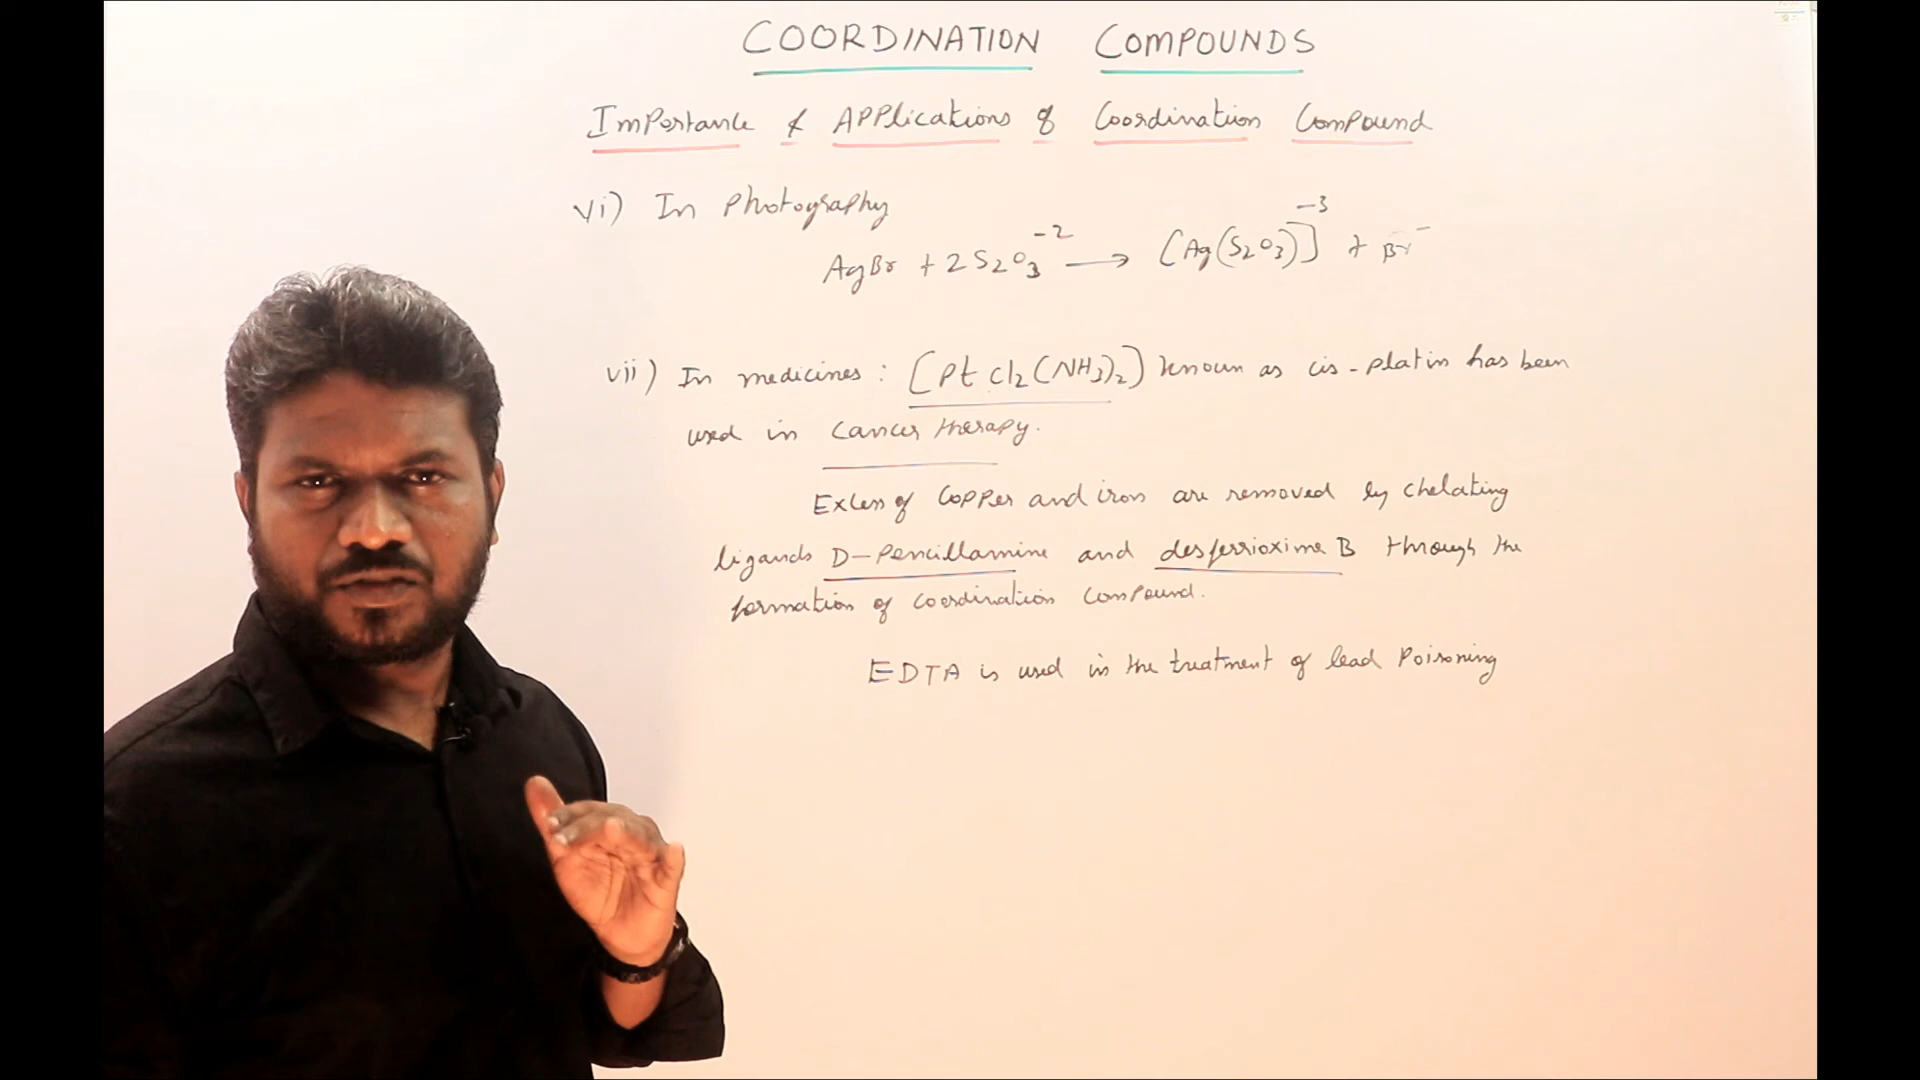 COORDINATION COMPOUNDS
Importance & Applications of Coordination Compound
vi) In Photography
AgBr + 2S₂O₃⁻² ⟶ [Ag(S₂O₃)]⁻³ + Br⁻
vii) In medicines : [Pt Cl₂(NH₃)₂] known as cis-platin has been
used in Cancer therapy.
Excess of Copper and iron are removed by chelating
ligands D-Pencillamine and desferrioxime B through the
formation of coordination compound.
EDTA is used in the treatment of lead poisoning